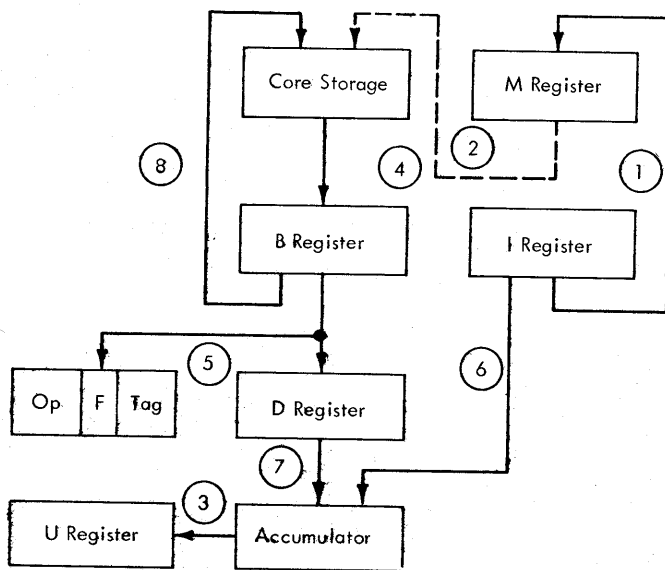 Core Storage
M Register
8
4
2
1
B Register
I Register
5
6
Op F Tag
D Register
7
3
U Register
Accumulator